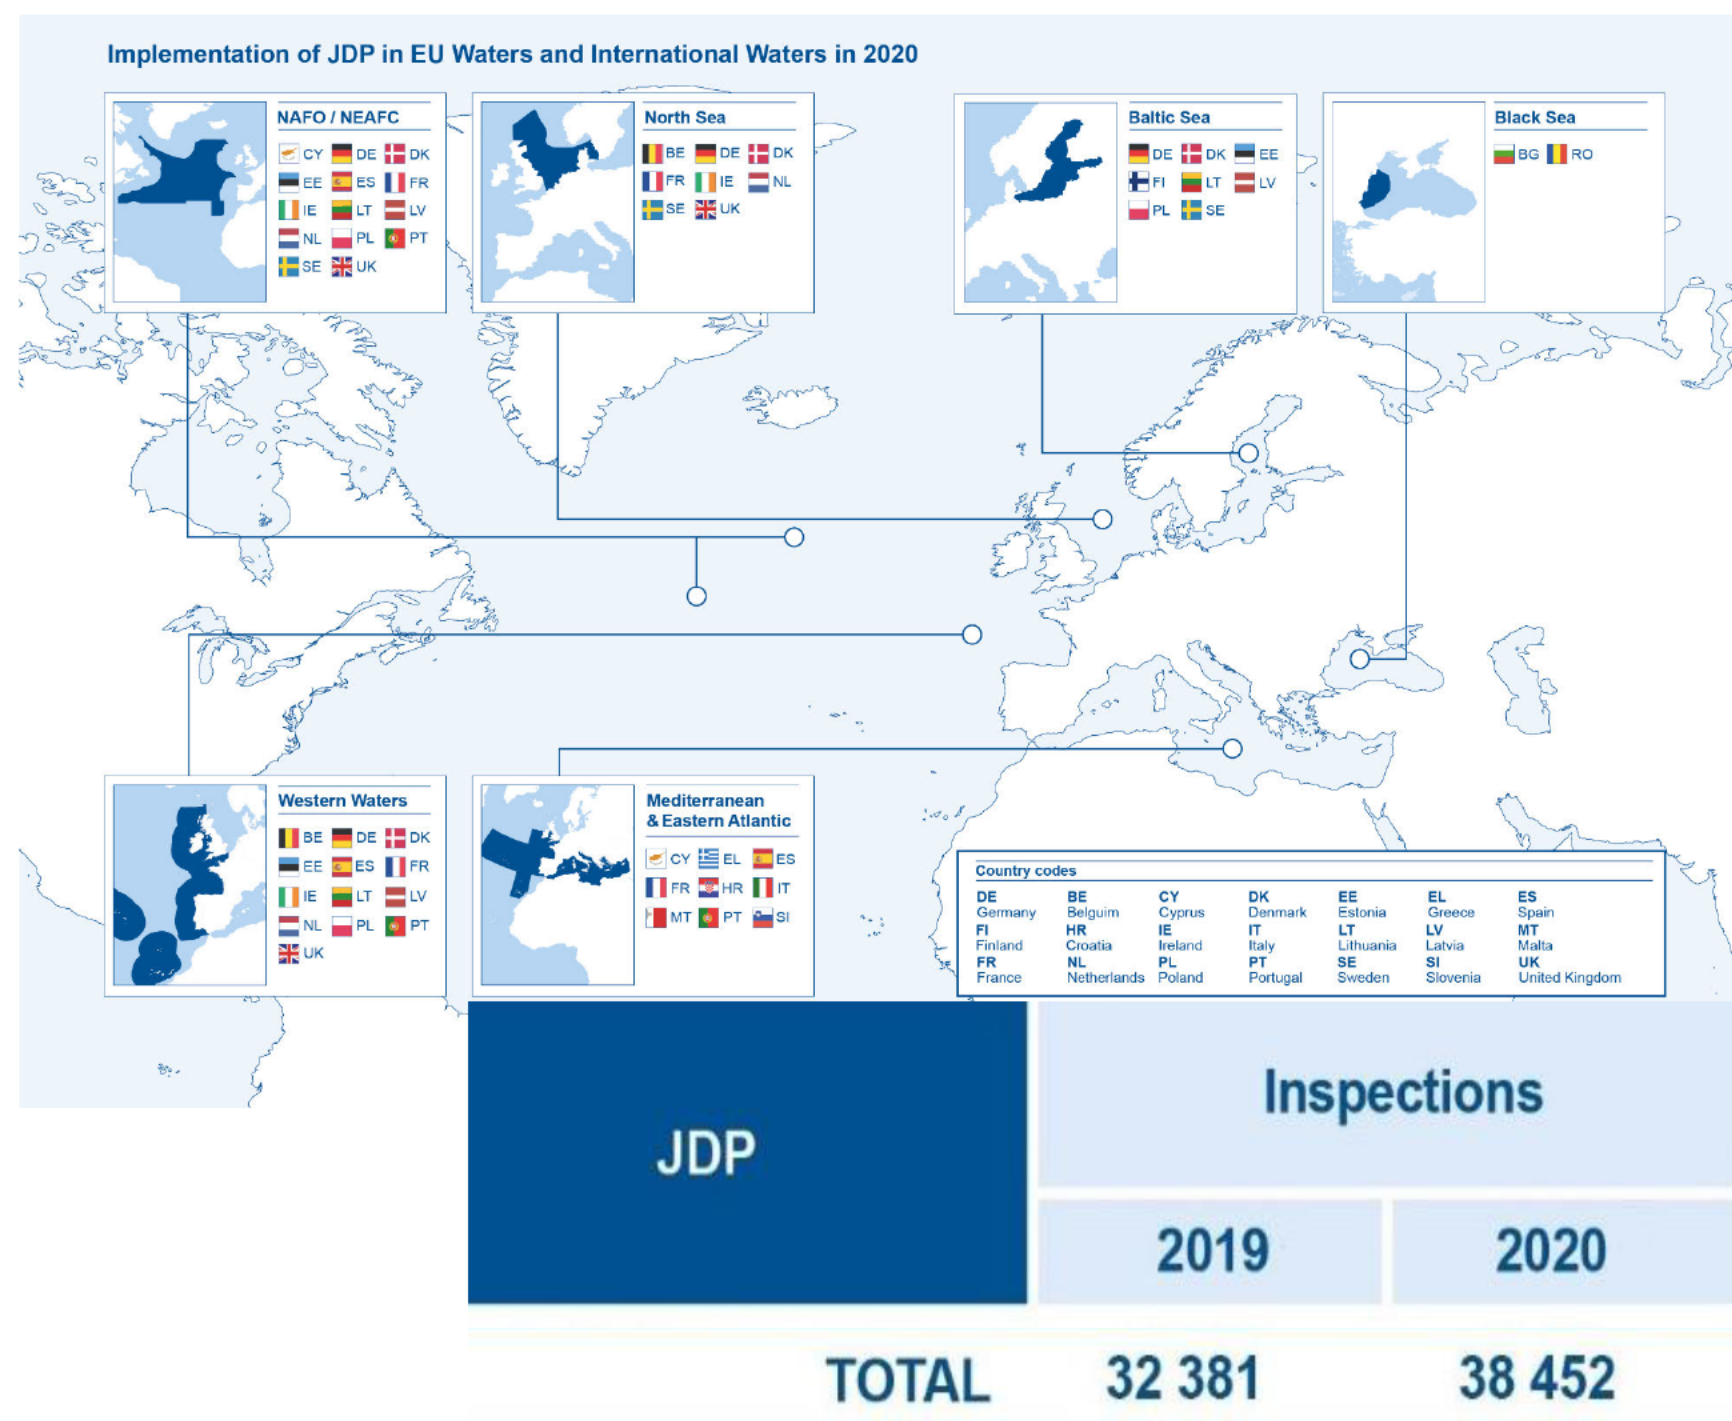 Implementation of JDP in EU Waters and International Waters in 2020
NAFO / NEAFC
CY DE DK
EE ES FR
IE LT LV
NL PL PT
SE UK
North Sea
BE DE DK
FR IE NL
SE UK
Baltic Sea
DE DK EE
FI LT LV
PL SE
Black Sea
BG RO
Western Waters
BE DE DK
EE ES FR
IE LT LV
NL PL PT
UK
Mediterranean
& Eastern Atlantic
CY EL ES
FR HR IT
MT PT SI
Country codes
DE BE CY DK EE EL ES
Germany Belguim Cyprus Denmark Estonia Greece Spain
FI HR IE IT LT LV MT
Finland Croatia Ireland Italy Lithuania Latvia Malta
FR NL PL PT SE SI UK
France Netherlands Poland Portugal Sweden Slovenia United Kingdom
JDP
Inspections
2019 2020
TOTAL 32 381 38 452